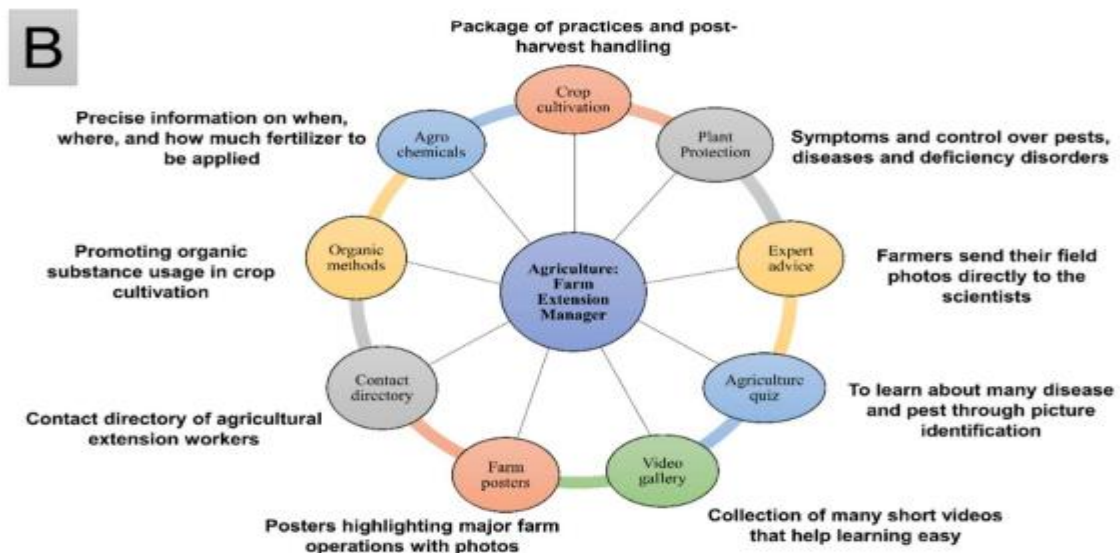 B
Package of practices and post-
harvest handling
Crop
cultivation
Plant
Protection
Symptoms and control over pests,
diseases and deficiency disorders
Expert
advice
Farmers send their field
photos directly to the
scientists
Agriculture
quiz
To learn about many disease
and pest through picture
identification
Video
gallery
Collection of many short videos
that help learning easy
Farm
posters
Posters highlighting major farm
operations with photos
Contact
directory
Contact directory of agricultural
extension workers
Organic
methods
Promoting organic
substance usage in crop
cultivation
Agro
chemicals
Precise information on when,
where, and how much fertilizer to
be applied
Agriculture:
Farm
Extension
Manager